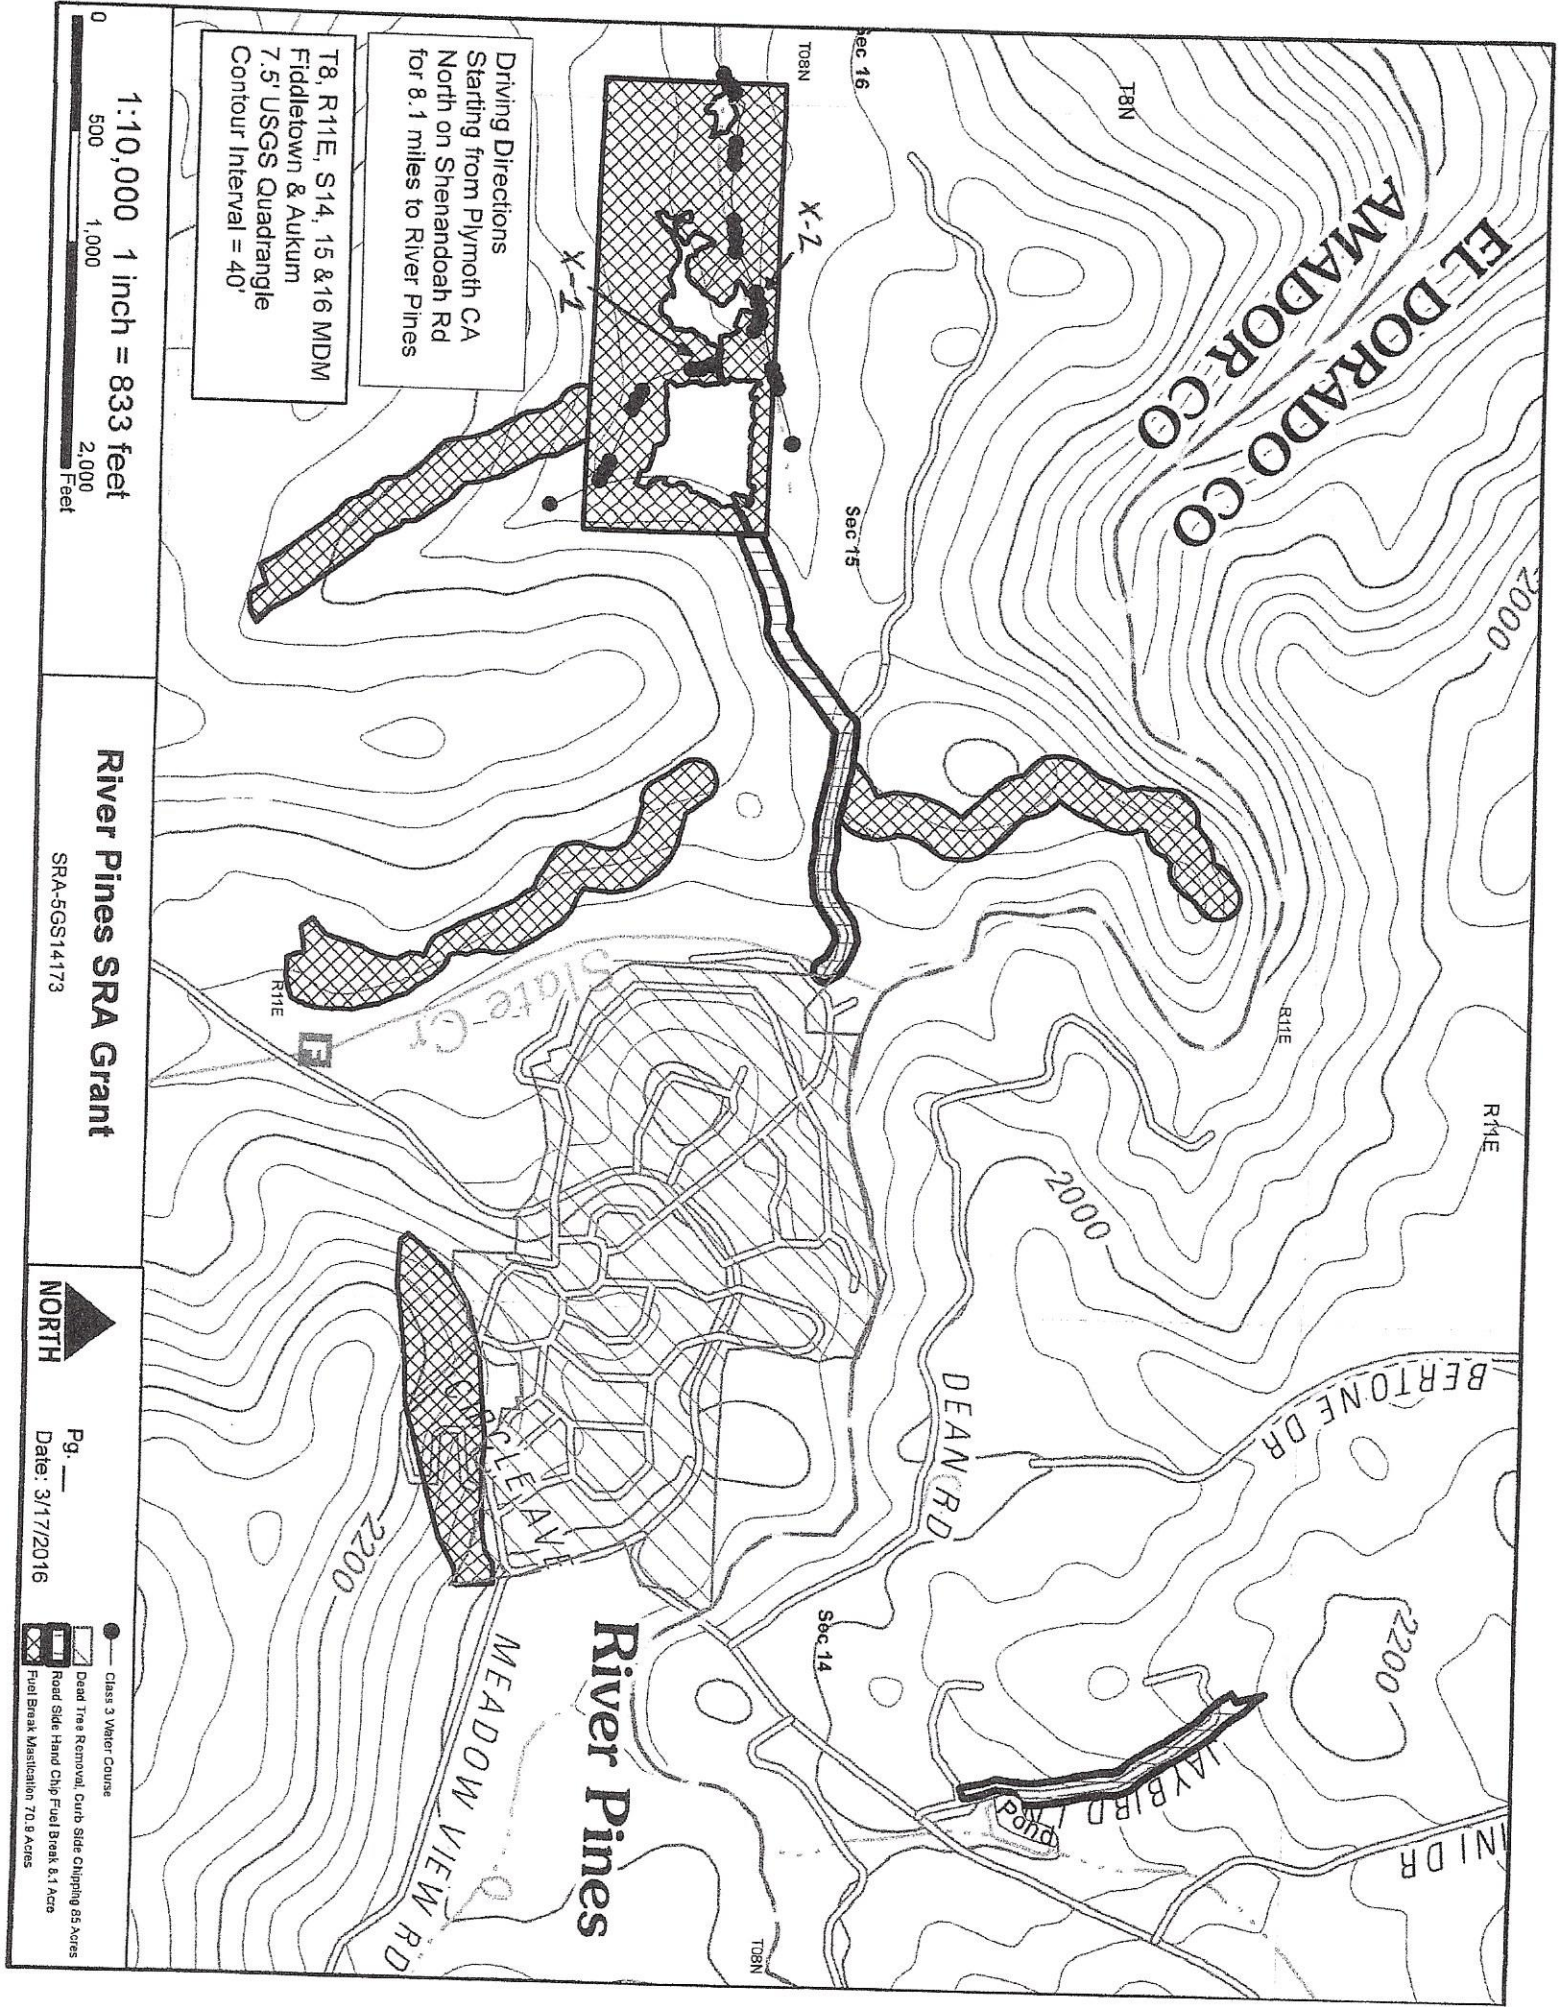 EL DORADO CO
AMADOR CO
T8N
Sec 16
T08N
2000
R11E
R11E
2000
BERTONE DR
2200
INI DR
JAYBIRD LN
Pond
DEAN RD
Sec 15
Sec 14
X-2
X-1
River Pines
T08N
Slate Cr
CIRCLE AVE
MEADOW VIEW RD
R11E
F
2200
Driving Directions
Starting from Plymoth CA
North on Shenandoah Rd
for 8.1 miles to River Pines
T8, R11E, S14, 15 &16 MDM
Fiddletown & Aukum
7.5' USGS Quadrangle
Contour Interval = 40'
1:10,000 1 inch = 833 feet
0 500 1,000 2,000
Feet
River Pines SRA Grant
SRA-5GS14173
NORTH
Pg. __
Date: 3/17/2016
Class 3 Water Course
Dead Tree Removal, Curb Side Chipping 85 Acres
Road Side Hand Chip Fuel Break 8.1 Acre
Fuel Break Mastication 70.9 Acres